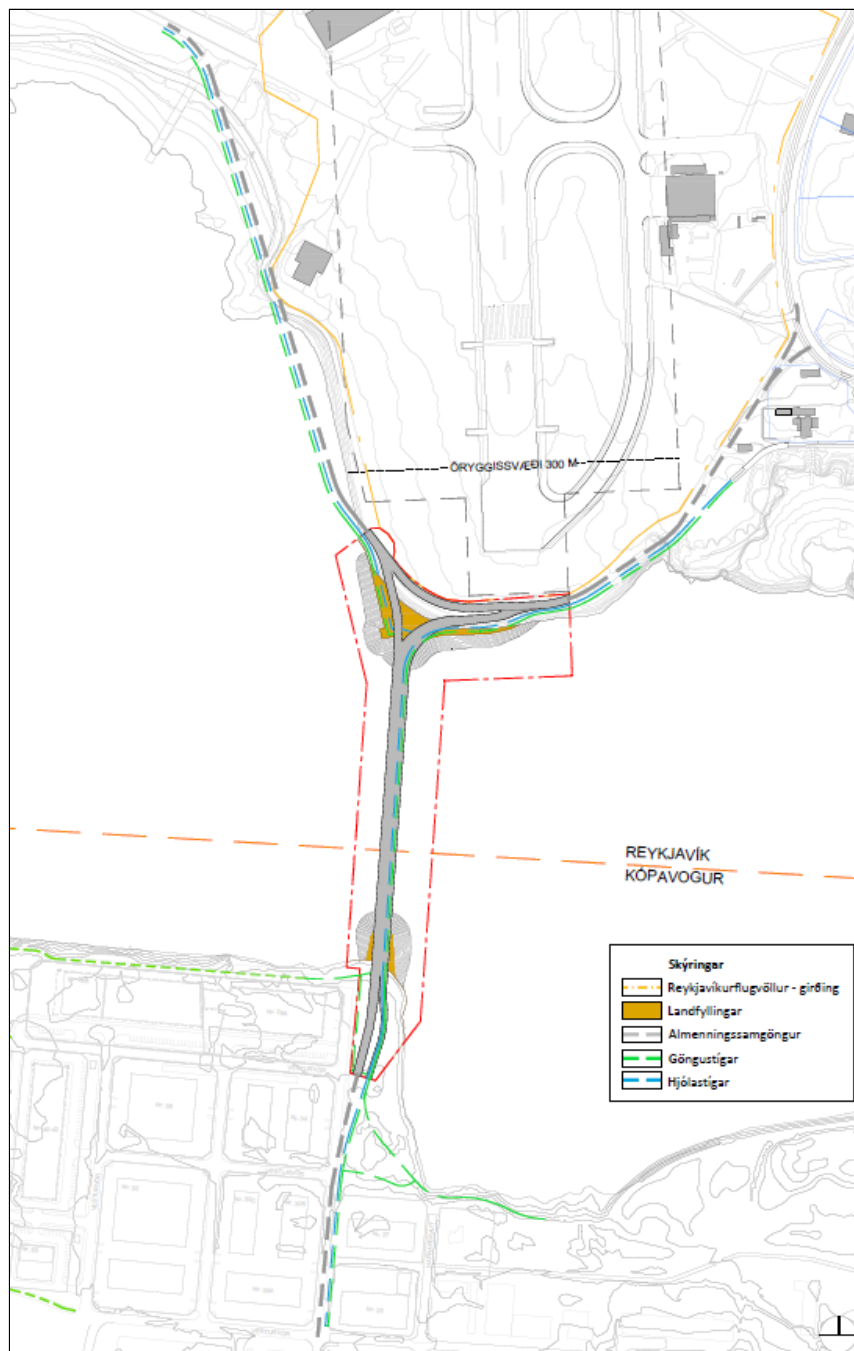 ÖRYGGISSVÆÐI 300 M
REYKJAVÍK
KÓPAVOGUR
Skýringar
Reykjavíkurflugvöllur - girðing
Landfyllingar
Almenningssamgöngur
Göngustígar
Hjólastígar